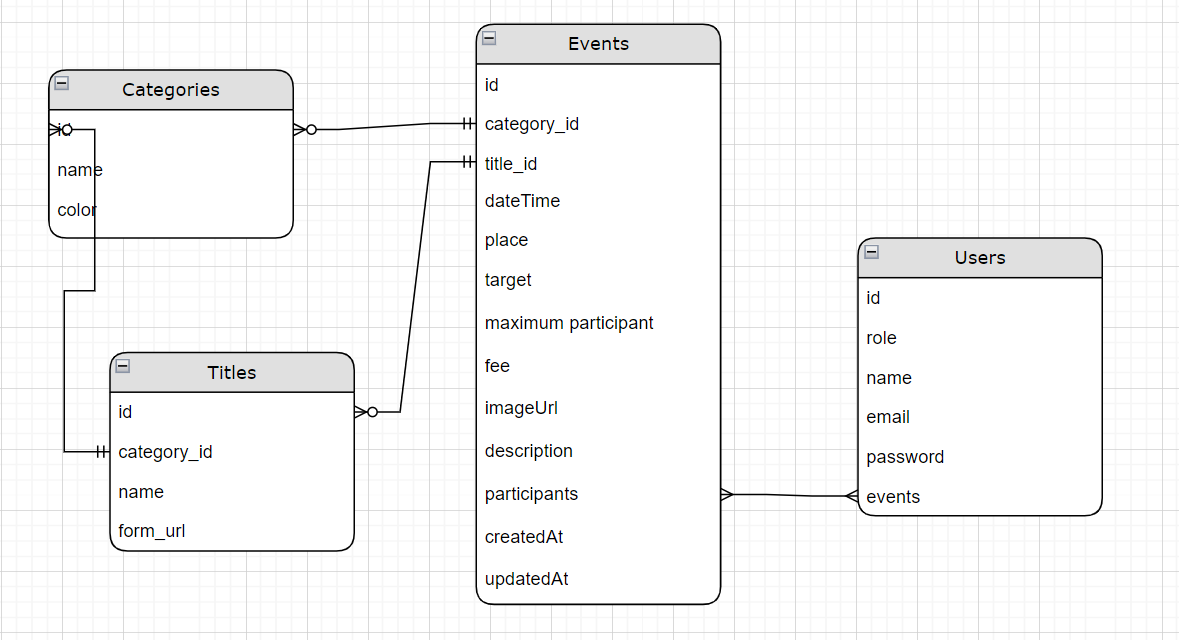 Categories
id
name
color
Titles
id
category_id
name
form_url
Events
id
category_id
title_id
dateTime
place
target
maximum participant
fee
imageUrl
description
participants
createdAt
updatedAt
Users
id
role
name
email
password
events